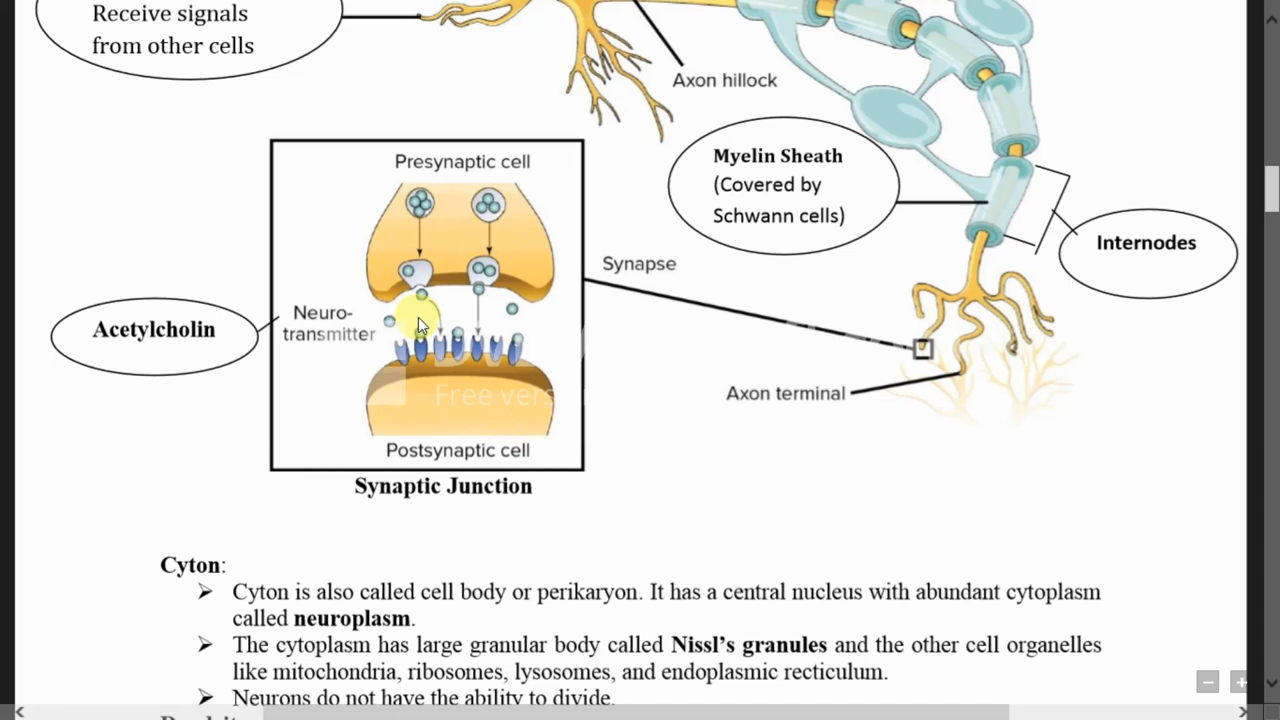 Receive signals
from other cells
Axon hillock
Presynaptic cell
Myelin Sheath
(Covered by
Schwann cells)
Internodes
Synapse
Neuro-
transmitter
Acetylcholin
Axon terminal
Free vers
Postsynaptic cell
Synaptic Junction
Cyton:
➢ Cyton is also called cell body or perikaryon. It has a central nucleus with abundant cytoplasm
called neuroplasm.
➢ The cytoplasm has large granular body called Nissl’s granules and the other cell organelles
like mitochondria, ribosomes, lysosomes, and endoplasmic recticulum.
➢ Neurons do not have the ability to divide.